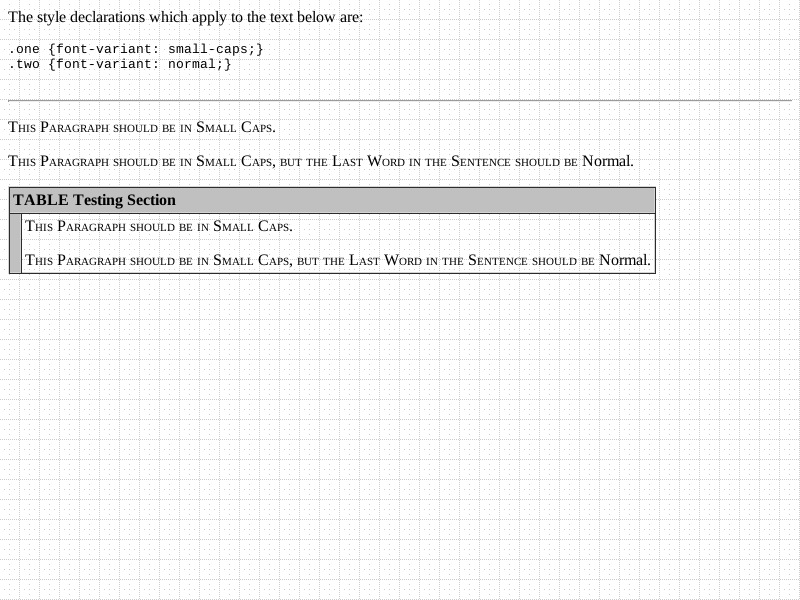 The style declarations which apply to the text below are:
.one {font-variant: small-caps;}
.two {font-variant: normal;}
This Paragraph should be in Small Caps.
This Paragraph should be in Small Caps, but the Last Word in the Sentence should be Normal.
TABLE Testing Section
This Paragraph should be in Small Caps.
This Paragraph should be in Small Caps, but the Last Word in the Sentence should be Normal.